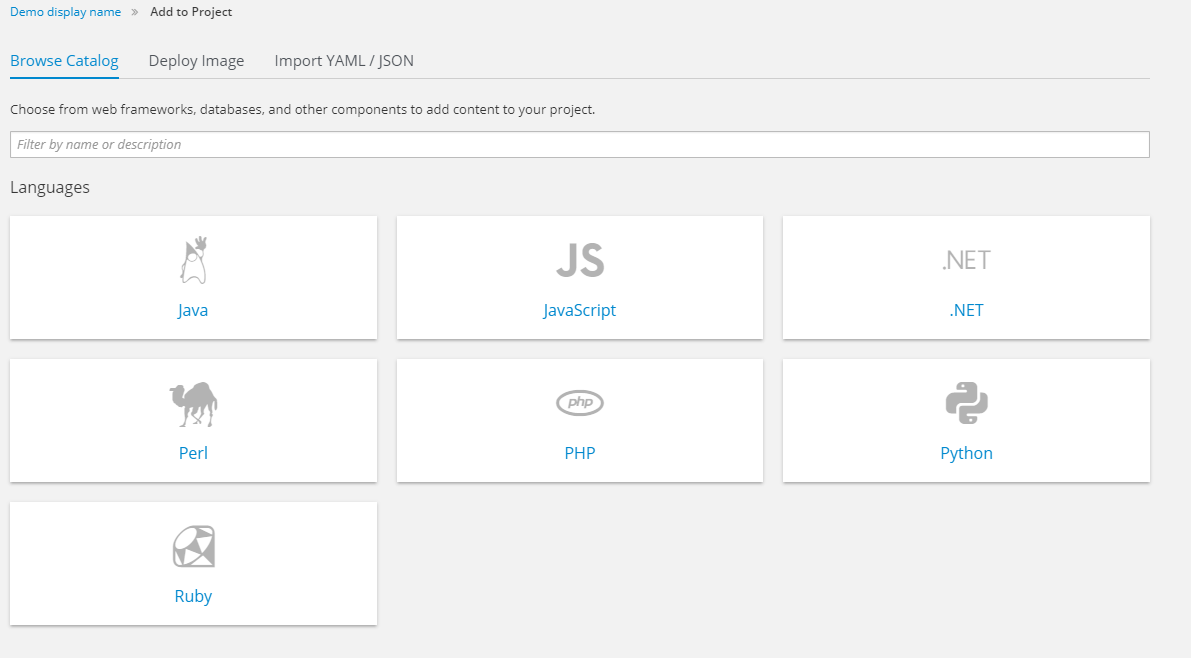 Demo display name » Add to Project
Browse Catalog Deploy Image Import YAML / JSON
Choose from web frameworks, databases, and other components to add content to your project.
Filter by name or description
Languages
JS .NET
Java JavaScript .NET
php
Perl PHP Python
Ruby